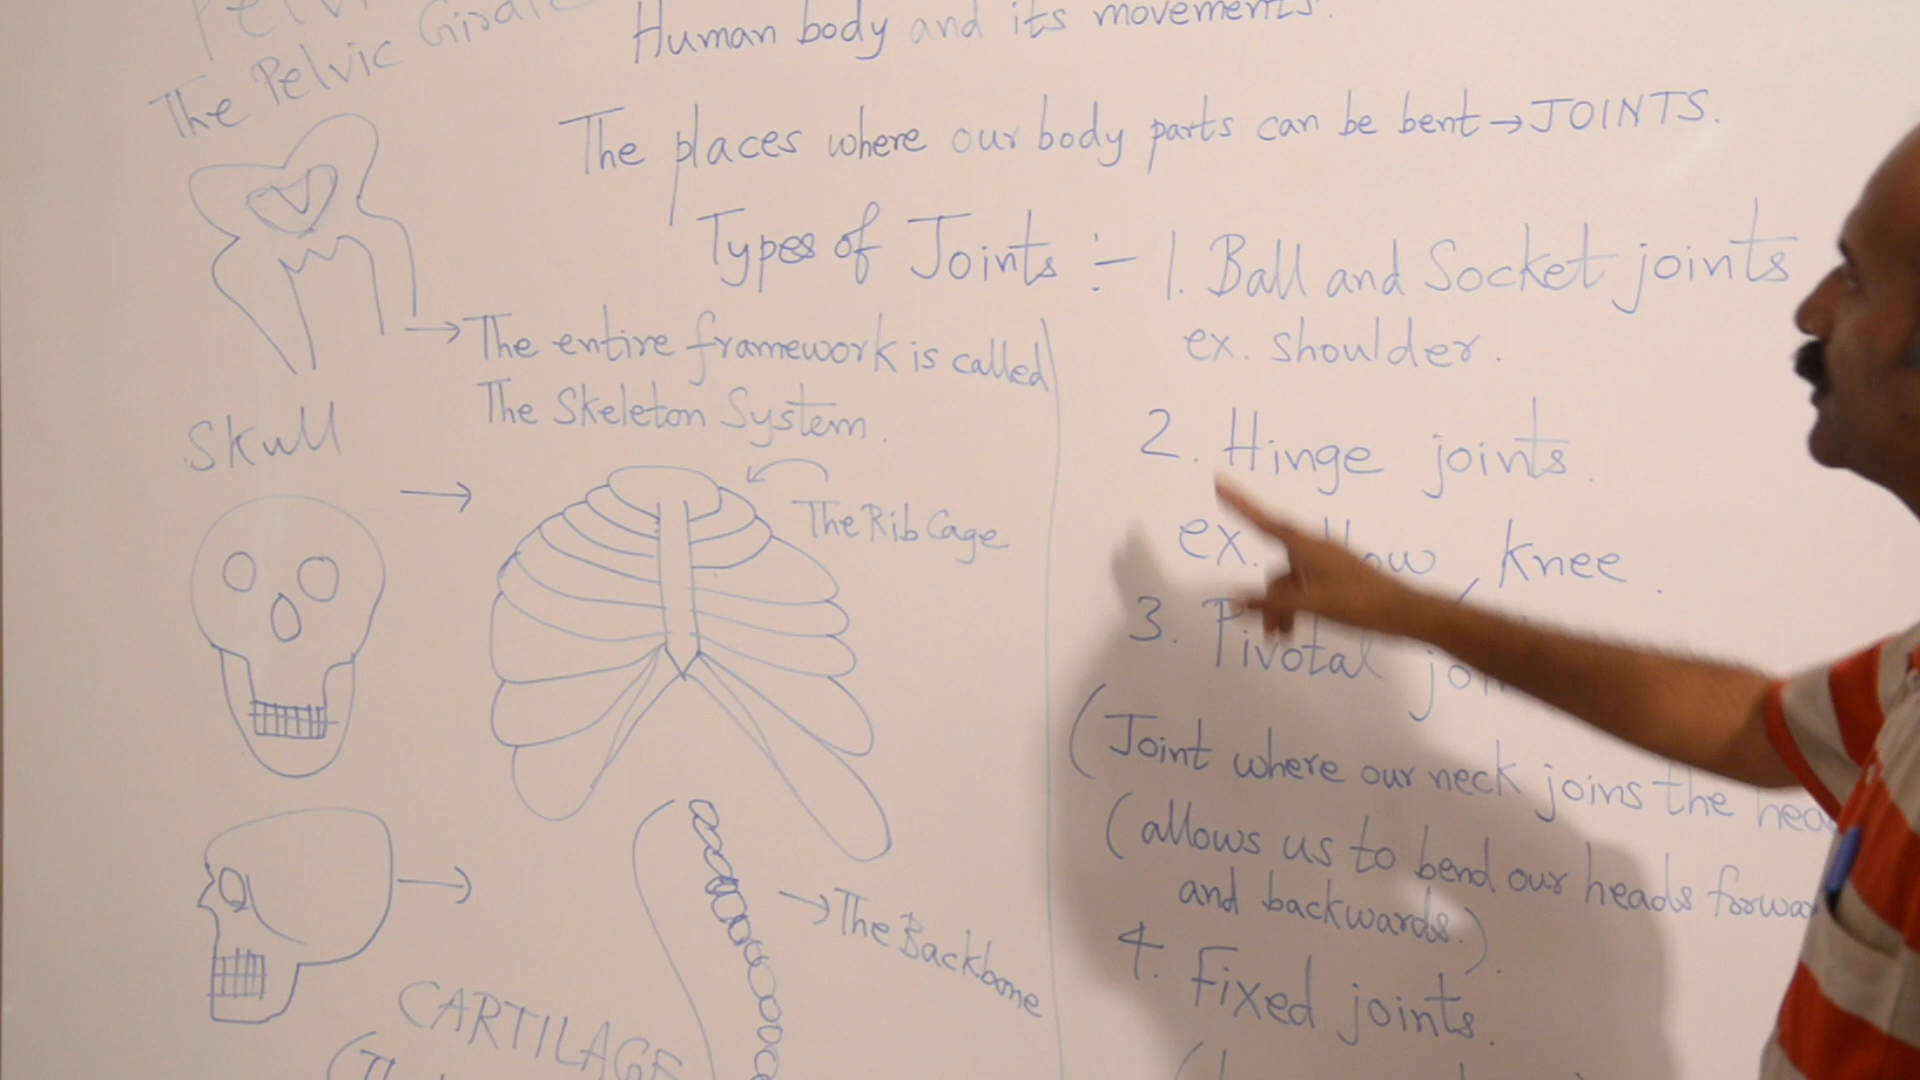 The Pelvic Girdle
Human body and its movements.
The places where our body parts can be bent → JOINTS.
Types of Joints :- 1. Ball and Socket joints
ex. shoulder.
→ The entire framework is called
The Skeleton System.
Skull
2. Hinge joints.
The Rib Cage
ex. , knee.
3. Pivotal
(Joint where our neck joins the
(allows us to bend our heads
and backwards.)
→ The Backbone
4. Fixed joints.
CARTILAGE